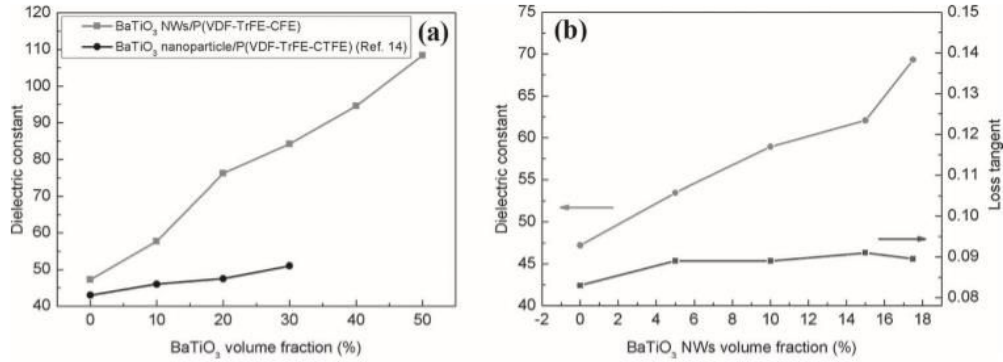 (a)
BaTiO₃ NWs/P(VDF-TrFE-CFE)
BaTiO₃ nanoparticle/P(VDF-TrFE-CTFE) (Ref. 14)
120
110
100
90
80
70
60
50
40
Dielectric constant
0 10 20 30 40 50
BaTiO₃ volume fraction (%)
(b)
75
70
65
60
55
50
45
40
Dielectric constant
0.15
0.14
0.13
0.12
0.11
0.10
0.09
0.08
Loss tangent
-2 0 2 4 6 8 10 12 14 16 18
BaTiO₃ NWs volume fraction (%)